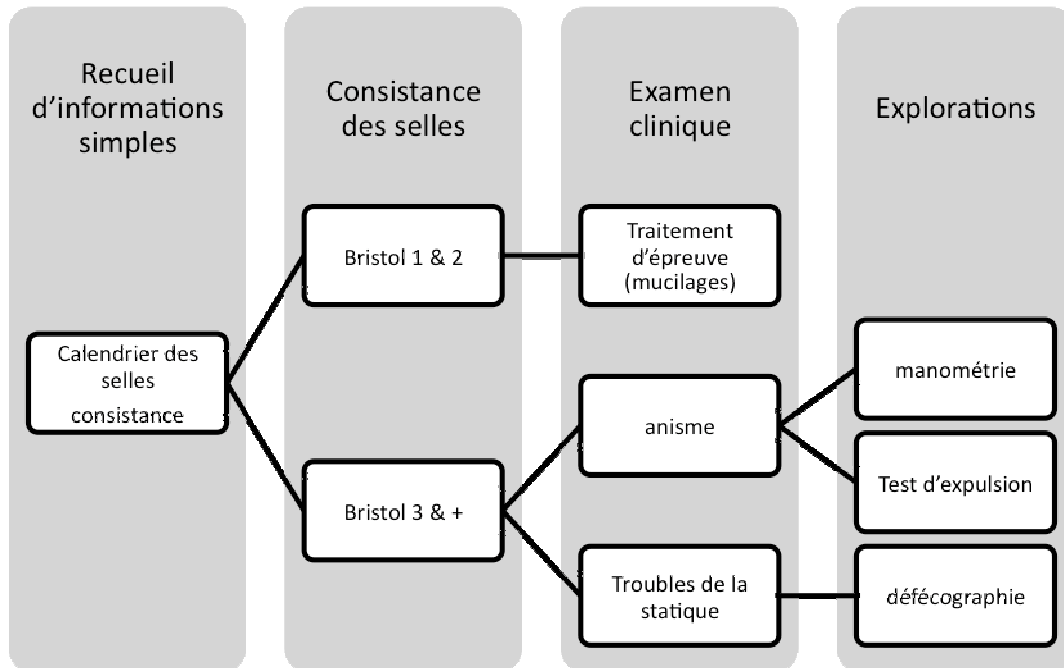 Recueil
d'informations
simples
Consistance
des selles
Examen
clinique
Explorations
Calendrier des
selles
consistance
Bristol 1 & 2
Bristol 3 & +
Traitement
d'épreuve
(mucilages)
anisme
Troubles de la
statique
manométrie
Test d'expulsion
défécographie